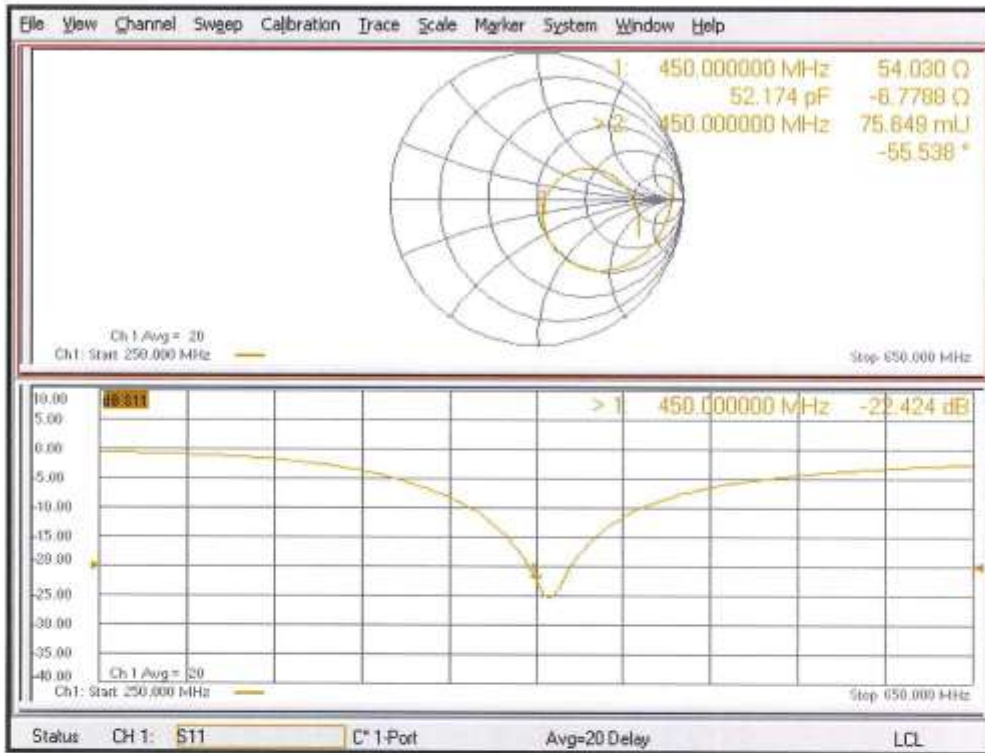 File View Channel Sweep Calibration Trace Scale Marker System Window Help
1: 450.000000 MHz 54.030 Ω
52.174 pF -6.7788 Ω
> 2: 450.000000 MHz 75.649 mU
-55.538 °
Ch 1 Avg = 20
Ch1: Start 250.000 MHz
Stop 650.000 MHz
dB S11
> 1: 450.000000 MHz -22.424 dB
10.00
5.00
0.00
-5.00
-10.00
-15.00
-20.00
-25.00
-30.00
-35.00
-40.00
Ch 1 Avg = 20
Ch1: Start 250.000 MHz
Stop 650.000 MHz
Status CH 1: S11 C* 1-Port Avg=20 Delay LCL